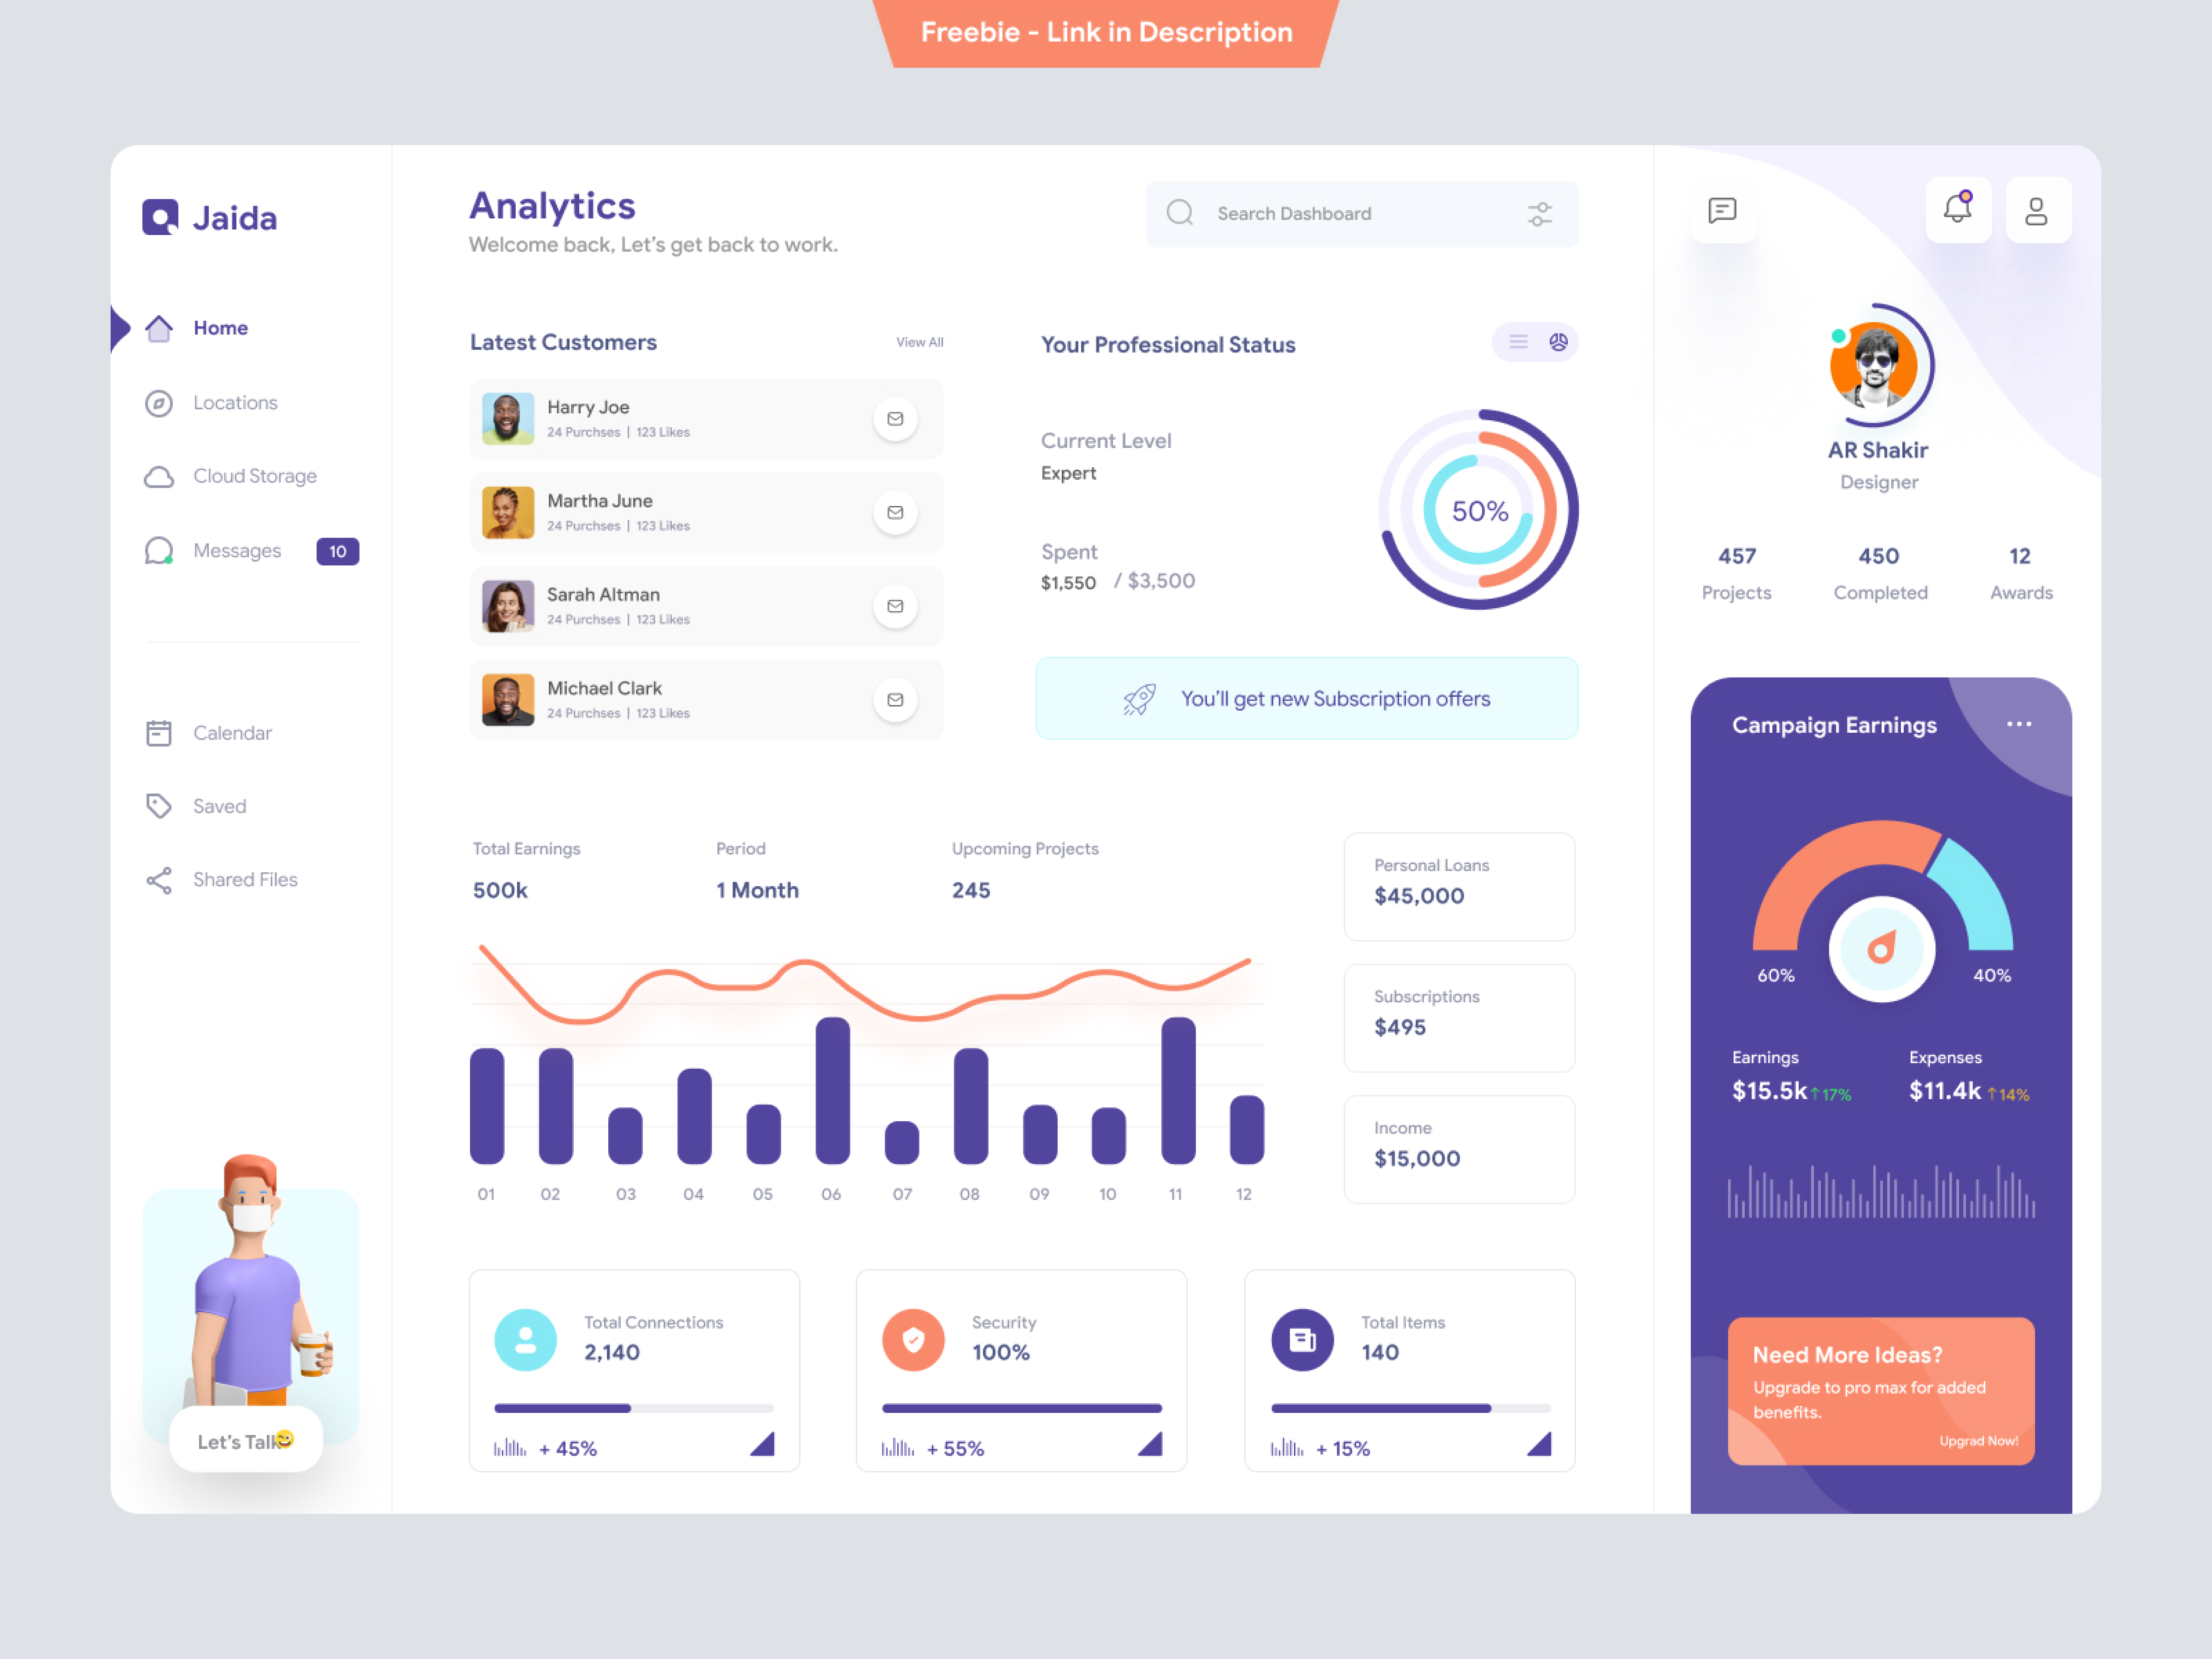 Freebie - Link in Description
Jaida
Home
Locations
Cloud Storage
Messages 10
Calendar
Saved
Shared Files
Let's Talk
Analytics
Welcome back, Let's get back to work.
Search Dashboard
Latest Customers View All
Harry Joe
24 Purchses | 123 Likes
Martha June
24 Purchses | 123 Likes
Sarah Altman
24 Purchses | 123 Likes
Michael Clark
24 Purchses | 123 Likes
Your Professional Status
Current Level
Expert
Spent
$1,550 / $3,500
50%
You'll get new Subscription offers
Total Earnings
500k
Period
1 Month
Upcoming Projects
245
01 02 03 04 05 06 07 08 09 10 11 12
Personal Loans
$45,000
Subscriptions
$495
Income
$15,000
Total Connections
2,140
+ 45%
Security
100%
+ 55%
Total Items
140
+ 15%
AR Shakir
Designer
457
Projects
450
Completed
12
Awards
Campaign Earnings
60% 40%
Earnings
$15.5k ↑17%
Expenses
$11.4k ↑14%
Need More Ideas?
Upgrade to pro max for added
benefits.
Upgrad Now!